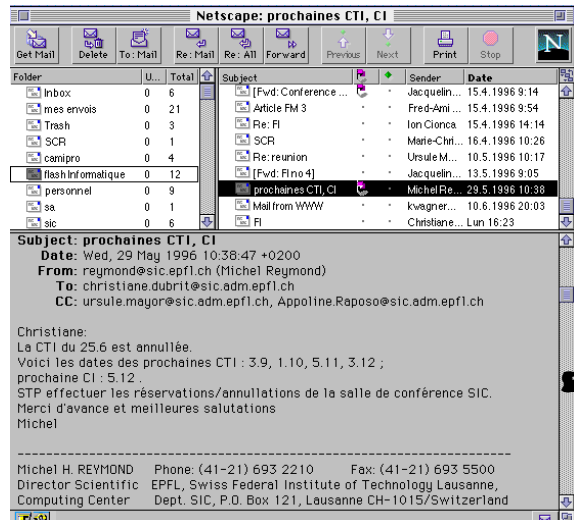 Netscape: prochaines CTI, CI
Get Mail Delete To: Mail Re: Mail Re: All Forward Previous Next Print Stop N
Folder U... Total
Inbox 0 6
mes envois 0 21
Trash 0 3
SCR 0 1
camipro 0 4
flash Informatique 0 12
personnel 0 9
sa 0 1
sic 0 6
Subject Sender Date
[Fwd: Conference ... Jacquelin... 15.4.1996 9:14
Article FM 3 Fred-Ami ... 15.4.1996 9:54
Re: FI Ion Cionca 15.4.1996 14:14
SCR Marie-Chri... 16.4.1996 10:26
Re: reunion Ursule M... 10.5.1996 10:17
[Fwd: FI no 4] Jacquelin... 13.5.1996 9:05
prochaines CTI, CI Michel Re... 29.5.1996 10:38
Mail from WWW kwagner... 10.6.1996 20:03
FI Christiane... Lun 16:23
Subject: prochaines CTI, CI
Date: Wed, 29 May 1996 10:38:47 +0200
From: reymond@sic.epfl.ch (Michel Reymond)
To: christiane.dubrit@sic.adm.epfl.ch
CC: ursule.mayor@sic.adm.epfl.ch, Appoline.Raposo@sic.adm.epfl.ch
Christiane:
La CTI du 25.6 est annullée.
Voici les dates des prochaines CTI : 3.9, 1.10, 5.11, 3.12 ;
prochaine CI : 5.12 .
STP effectuer les réservations/annullations de la salle de conférence SIC.
Merci d'avance et meilleures salutations
Michel
--------------------------------------------------------------------
Michel H. REYMOND Phone: (41-21) 693 2210 Fax: (41-21) 693 5500
Director Scientific EPFL, Swiss Federal Institute of Technology Lausanne,
Computing Center Dept. SIC, P.O. Box 121, Lausanne CH-1015/Switzerland